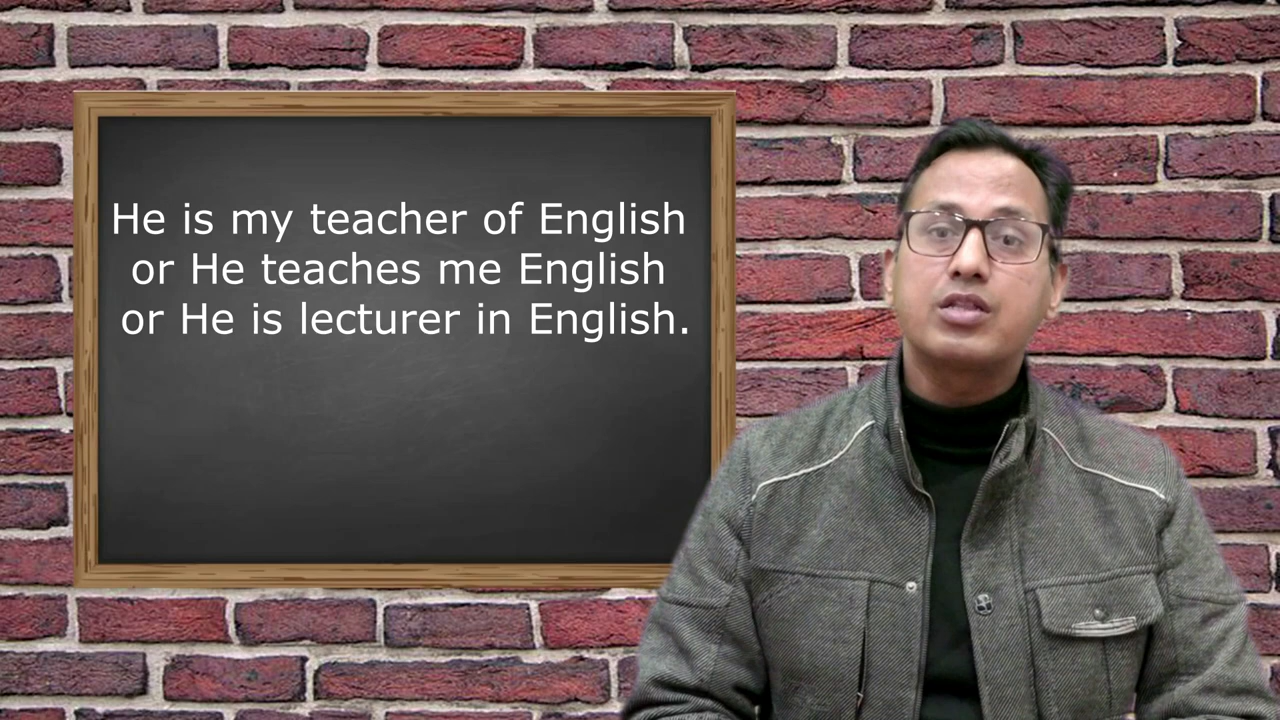 He is my teacher of English
or He teaches me English
or He is lecturer in English.